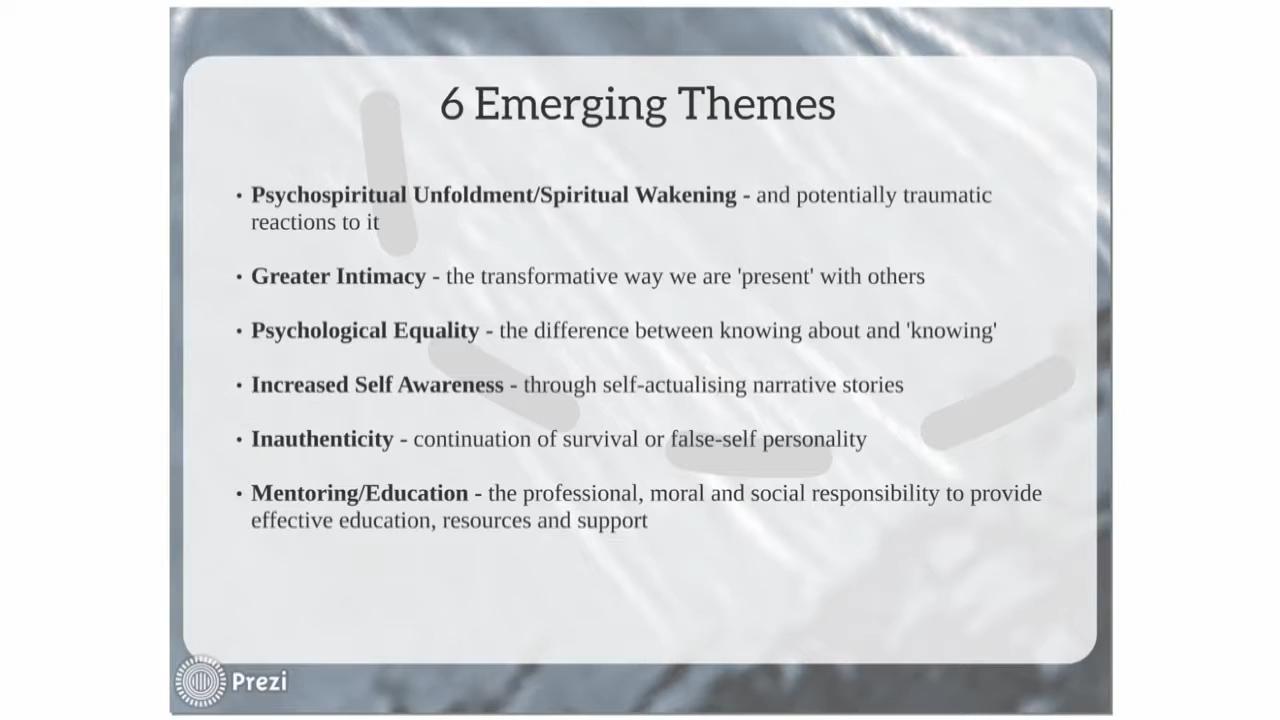 6 Emerging Themes
• Psychospiritual Unfoldment/Spiritual Wakening - and potentially traumatic
reactions to it
• Greater Intimacy - the transformative way we are 'present' with others
• Psychological Equality - the difference between knowing about and 'knowing'
• Increased Self Awareness - through self-actualising narrative stories
• Inauthenticity - continuation of survival or false-self personality
• Mentoring/Education - the professional, moral and social responsibility to provide
effective education, resources and support
Prezi